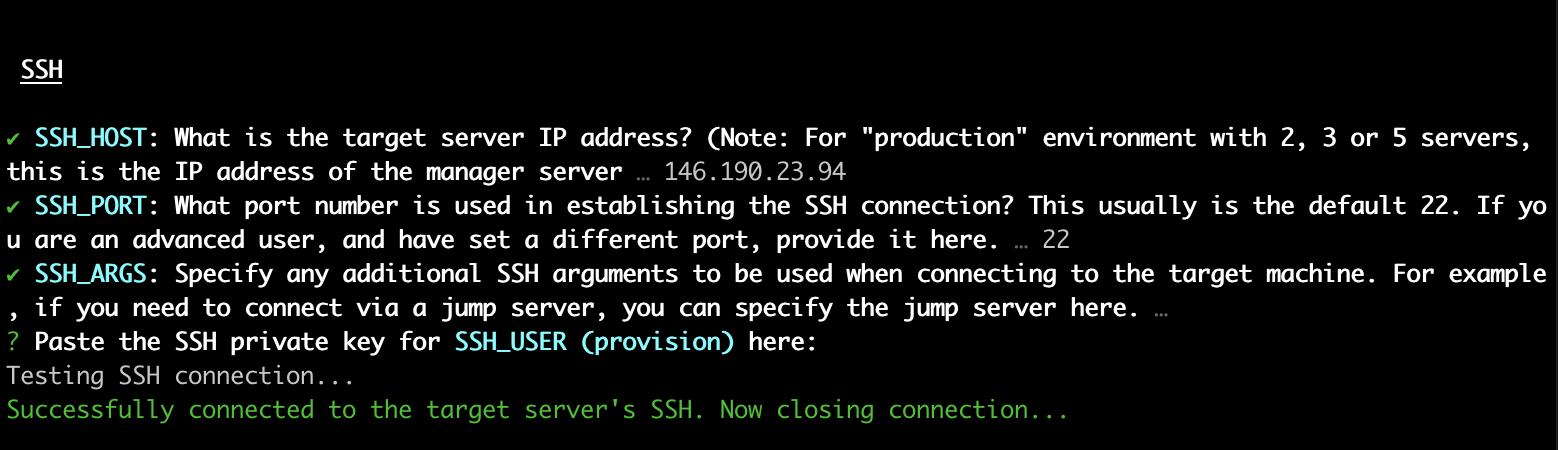 SSH
✔ SSH_HOST: What is the target server IP address? (Note: For "production" environment with 2, 3 or 5 servers,
this is the IP address of the manager server … 146.190.23.94
✔ SSH_PORT: What port number is used in establishing the SSH connection? This usually is the default 22. If yo
u are an advanced user, and have set a different port, provide it here. … 22
✔ SSH_ARGS: Specify any additional SSH arguments to be used when connecting to the target machine. For example
, if you need to connect via a jump server, you can specify the jump server here. …
? Paste the SSH private key for SSH_USER (provision) here:
Testing SSH connection...
Successfully connected to the target server's SSH. Now closing connection...